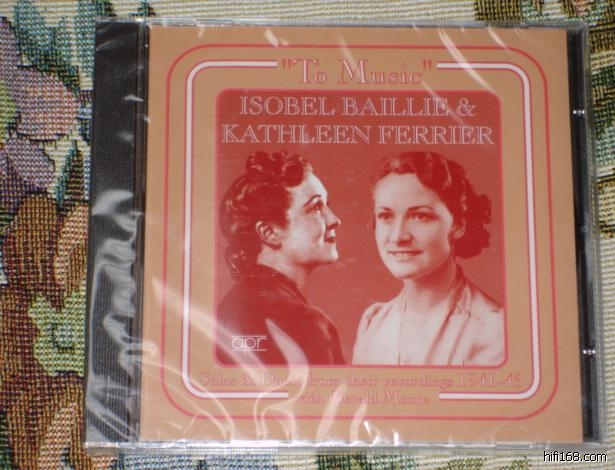 "To Music"
ISOBEL BAILLIE &
KATHLEEN FERRIER
apr
Solos & Duets from their recordings 1941-45
with Gerald Moore
hifi168.com